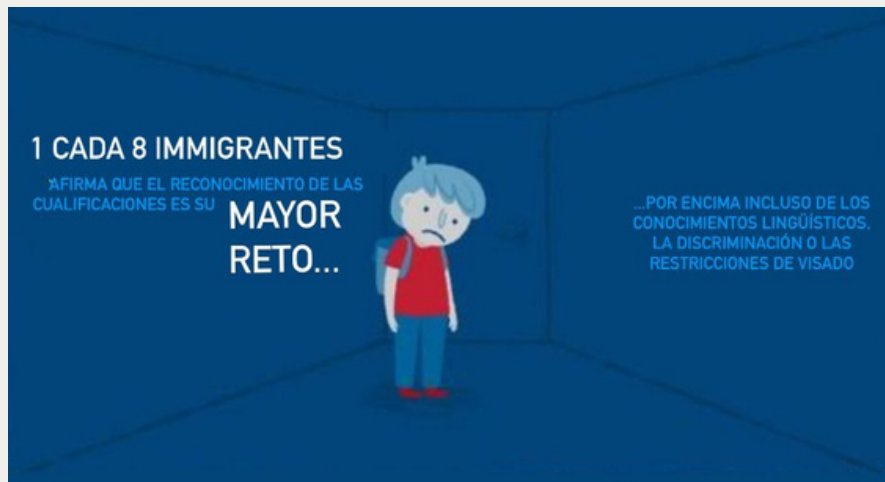 1 CADA 8 IMMIGRANTES
AFIRMA QUE EL RECONOCIMIENTO DE LAS
CUALIFICACIONES ES SU MAYOR
RETO...
...POR ENCIMA INCLUSO DE LOS
CONOCIMIENTOS LINGÜÍSTICOS,
LA DISCRIMINACIÓN O LAS
RESTRICCIONES DE VISADO